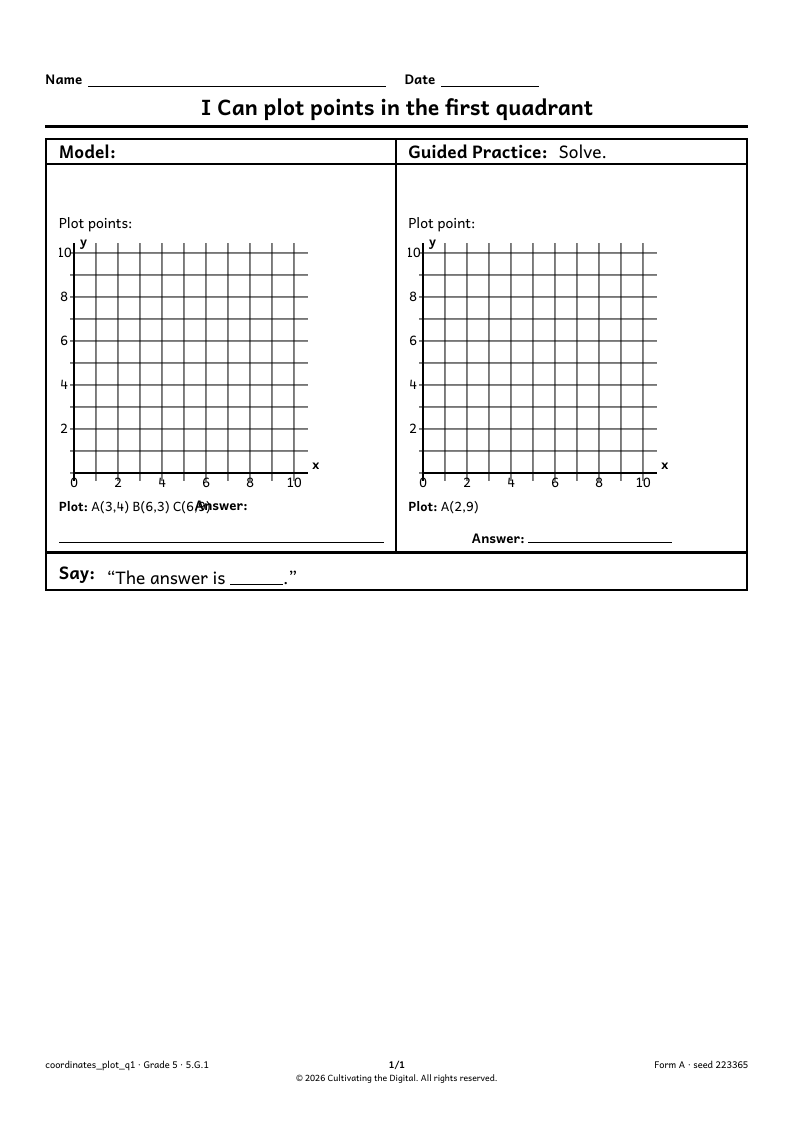 Name Date
I Can plot points in the first quadrant
Model:
Plot points:
y
10
8
6
4
2
x
0 2 4 6 8 10
Plot: A(3,4) B(6,3) C(6,9) Answer:
Guided Practice: Solve.
Plot point:
y
10
8
6
4
2
x
0 2 4 6 8 10
Plot: A(2,9)
Answer:
Say: “The answer is ______.”
coordinates_plot_q1 · Grade 5 · 5.G.1 1/1 Form A · seed 223365
© 2026 Cultivating the Digital. All rights reserved.